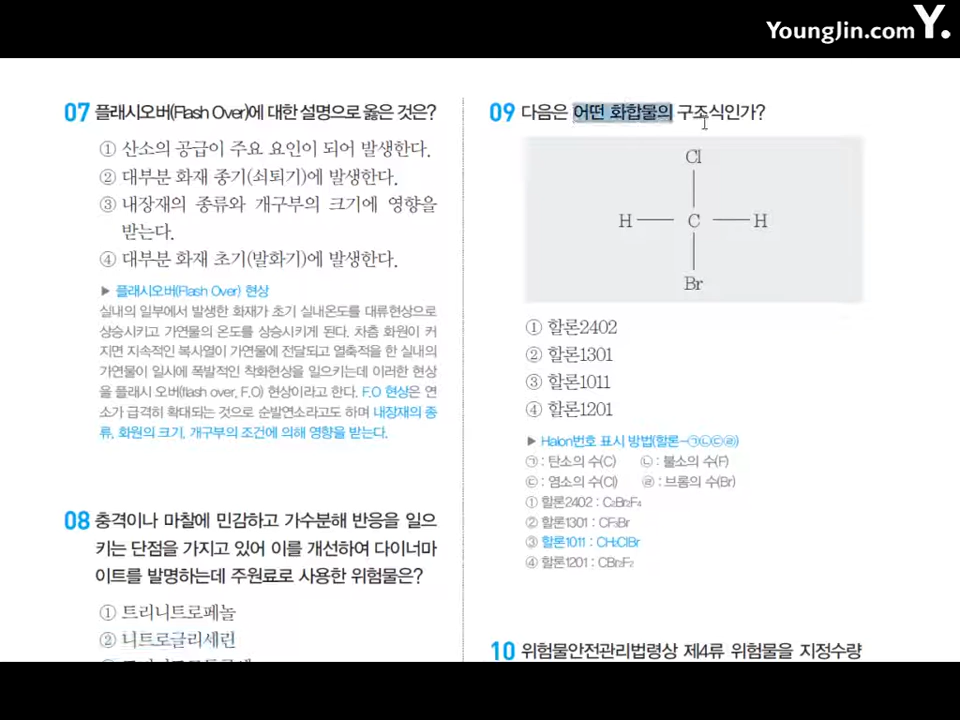 YoungJin.com Y.
07 플래시오버(Flash Over)에 대한 설명으로 옳은 것은?
① 산소의 공급이 주요 요인이 되어 발생한다.
② 대부분 화재 종기(쇠퇴기)에 발생한다.
③ 내장재의 종류와 개구부의 크기에 영향을
받는다.
④ 대부분 화재 초기(발화기)에 발생한다.
▶ 플래시오버(Flash Over) 현상
실내의 일부에서 발생한 화재가 초기 실내온도를 대류현상으로
상승시키고 가연물의 온도를 상승시키게 된다. 차츰 화원이 커
지면 지속적인 복사열이 가연물에 전달되고 열축적을 한 실내의
가연물이 일시에 폭발적인 착화현상을 일으키는데 이러한 현상
을 플래시 오버(flash over, F.O) 현상이라고 한다. F.O 현상은 연
소가 급격히 확대되는 것으로 순발연소라고도 하며 내장재의 종
류, 화원의 크기, 개구부의 조건에 의해 영향을 받는다.
08 충격이나 마찰에 민감하고 가수분해 반응을 일으
키는 단점을 가지고 있어 이를 개선하여 다이너마
이트를 발명하는데 주원료로 사용한 위험물은?
① 트리니트로페놀
② 니트로글리세린
09 다음은 어떤 화합물의 구조식인가?
Cl
H C H
Br
① 할론2402
② 할론1301
③ 할론1011
④ 할론1201
▶ Halon번호 표시 방법(할론-㉠㉡㉢㉣)
㉠ : 탄소의 수(C) ㉡ : 불소의 수(F)
㉢ : 염소의 수(Cl) ㉣ : 브롬의 수(Br)
① 할론2402 : C₂Br₂F₄
② 할론1301 : CF₃Br
③ 할론1011 : CH₂ClBr
④ 할론1201 : CBr₂F₂
10 위험물안전관리법령상 제4류 위험물을 지정수량